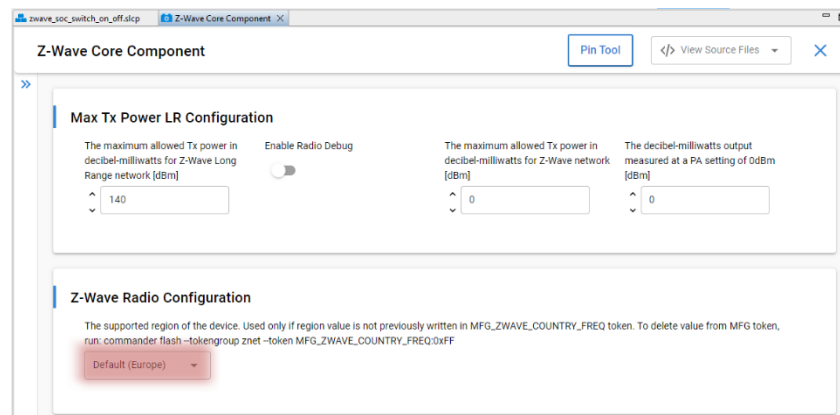 zwave_soc_switch_on_off.slcp Z-Wave Core Component
Z-Wave Core Component
Pin Tool
View Source Files
Max Tx Power LR Configuration
The maximum allowed Tx power in
decibel-milliwatts for Z-Wave Long
Range network [dBm]
140
Enable Radio Debug
The maximum allowed Tx power in
decibel-milliwatts for Z-Wave network
[dBm]
0
The decibel-milliwatts output
measured at a PA setting of 0dBm
[dBm]
0
Z-Wave Radio Configuration
The supported region of the device. Used only if region value is not previously written in MFG_ZWAVE_COUNTRY_FREQ token. To delete value from MFG token,
run: commander flash --tokengroup znet --token MFG_ZWAVE_COUNTRY_FREQ:0xFF
Default (Europe)